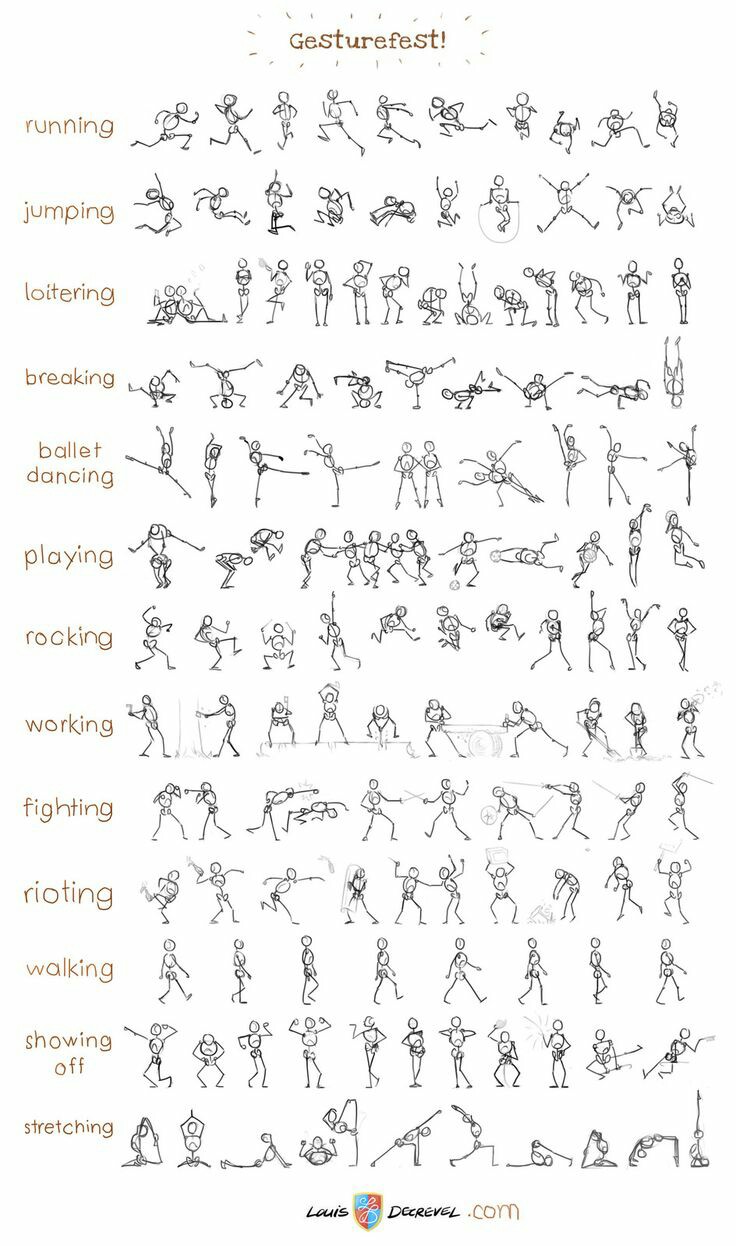 Gesturefest!
running
jumping
loitering
breaking
ballet
dancing
playing
rocking
working
fighting
rioting
walking
showing
off
stretching
Louis Decrevel .com